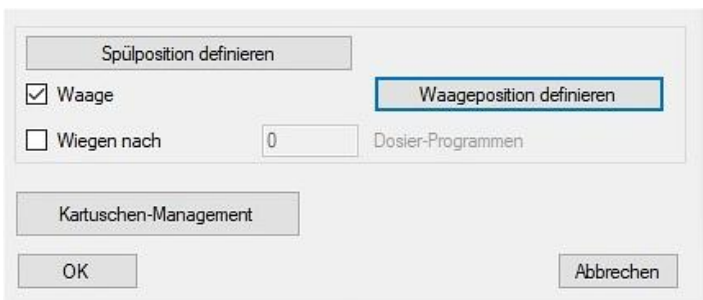 Spülposition definieren
Waage Waageposition definieren
Wiegen nach 0 Dosier-Programmen
Kartuschen-Management
OK Abbrechen